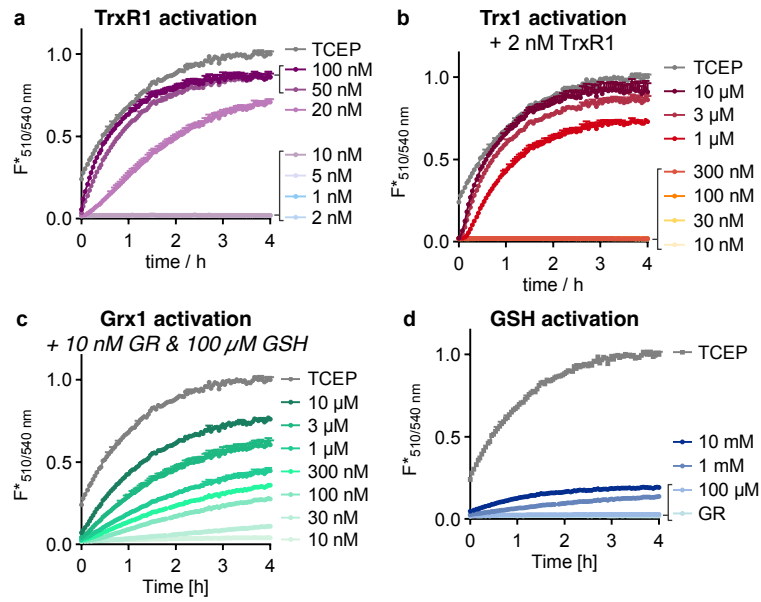 a
TrxR1 activation
F*510/540 nm
1.0
0.5
0.0
0 1 2 3 4
time / h
TCEP
100 nM
50 nM
20 nM
10 nM
5 nM
1 nM
2 nM
b
Trx1 activation
+ 2 nM TrxR1
F*510/540 nm
1.0
0.5
0.0
0 1 2 3 4
time / h
TCEP
10 µM
3 µM
1 µM
300 nM
100 nM
30 nM
10 nM
c
Grx1 activation
+ 10 nM GR & 100 µM GSH
F*510/540 nm
1.0
0.5
0.0
0 1 2 3 4
Time [h]
TCEP
10 µM
3 µM
1 µM
300 nM
100 nM
30 nM
10 nM
d
GSH activation
F*510/540 nm
1.0
0.5
0.0
0 1 2 3 4
Time [h]
TCEP
10 mM
1 mM
100 µM
GR